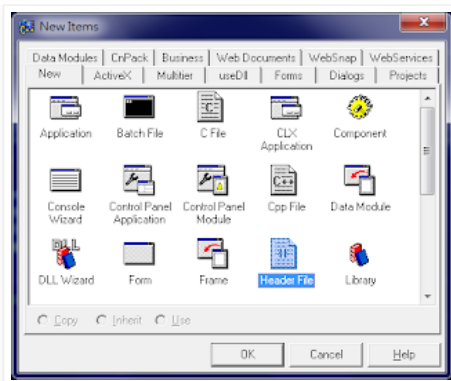 New Items
Data Modules CnPack Business Web Documents WebSnap WebServices
New ActiveX Multitier useDll Forms Dialogs Projects
Application Batch File C File CLX Application Component
Console Wizard Control Panel Application Control Panel Module Cpp File Data Module
DLL Wizard Form Frame Header File Library
Copy Inherit Use
OK Cancel Help